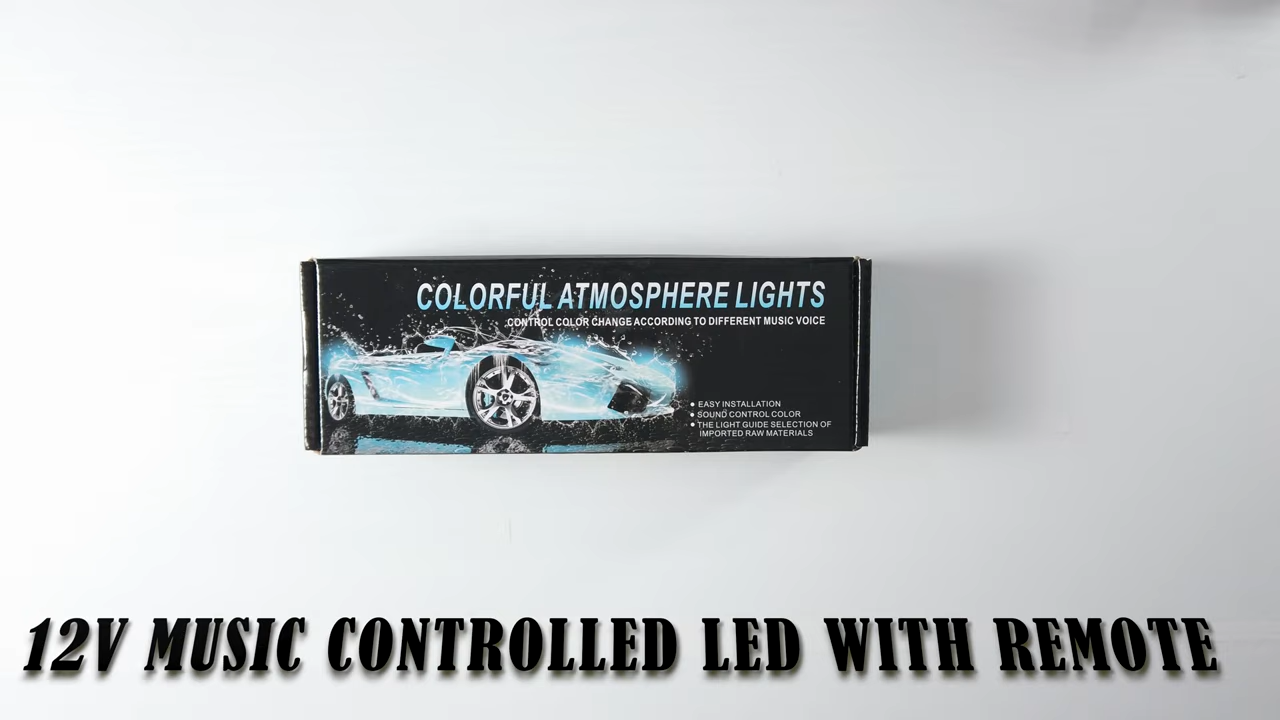 COLORFUL ATMOSPHERE LIGHTS
CONTROL COLOR CHANGE ACCORDING TO DIFFERENT MUSIC VOICE
● EASY INSTALLATION
● SOUND CONTROL COLOR
● THE LIGHT GUIDE SELECTION OF
IMPORTED RAW MATERIALS
12V MUSIC CONTROLLED LED WITH REMOTE